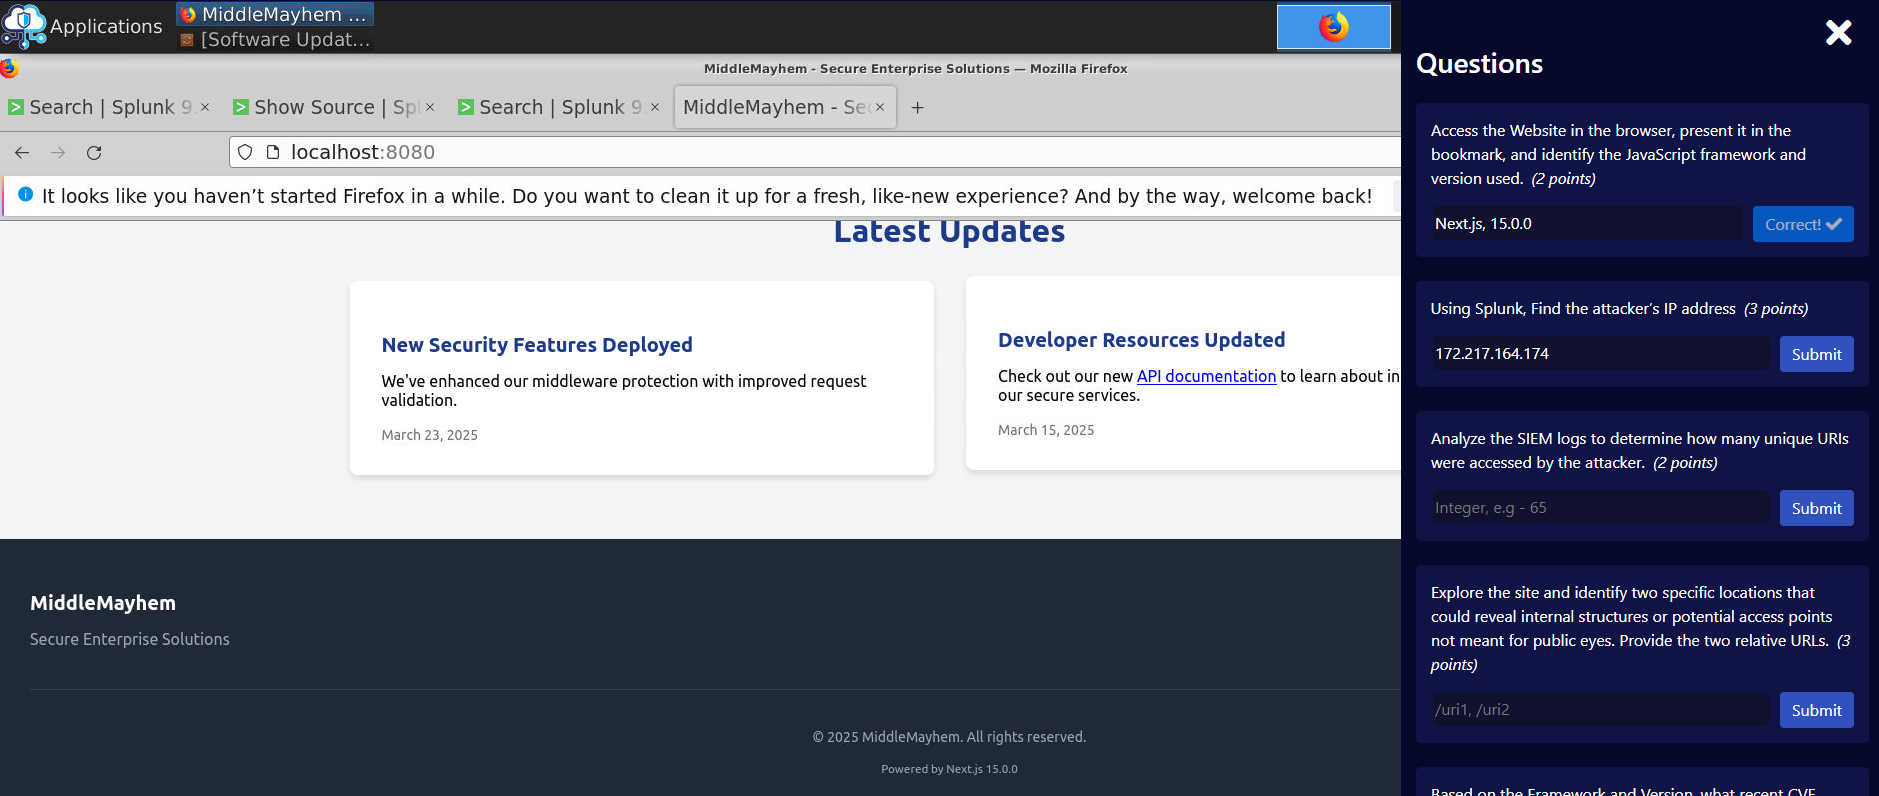 Applications
MiddleMayhem ...
[Software Updat...
MiddleMayhem - Secure Enterprise Solutions — Mozilla Firefox
Search | Splunk 9. ×
Show Source | Spl ×
Search | Splunk 9. ×
MiddleMayhem - Sec ×
+
localhost:8080
It looks like you haven’t started Firefox in a while. Do you want to clean it up for a fresh, like-new experience? And by the way, welcome back!
Latest Updates
New Security Features Deployed
We've enhanced our middleware protection with improved request
validation.
March 23, 2025
Developer Resources Updated
Check out our new API documentation to learn about in
our secure services.
March 15, 2025
MiddleMayhem
Secure Enterprise Solutions
© 2025 MiddleMayhem. All rights reserved.
Powered by Next.js 15.0.0
Questions
Access the Website in the browser, present it in the
bookmark, and identify the JavaScript framework and
version used. (2 points)
Next.js, 15.0.0
Correct!
Using Splunk, Find the attacker’s IP address (3 points)
172.217.164.174
Submit
Analyze the SIEM logs to determine how many unique URIs
were accessed by the attacker. (2 points)
Integer, e.g - 65
Submit
Explore the site and identify two specific locations that
could reveal internal structures or potential access points
not meant for public eyes. Provide the two relative URLs. (3
points)
/uri1, /uri2
Submit
Based on the Framework and Version, what recent CVE